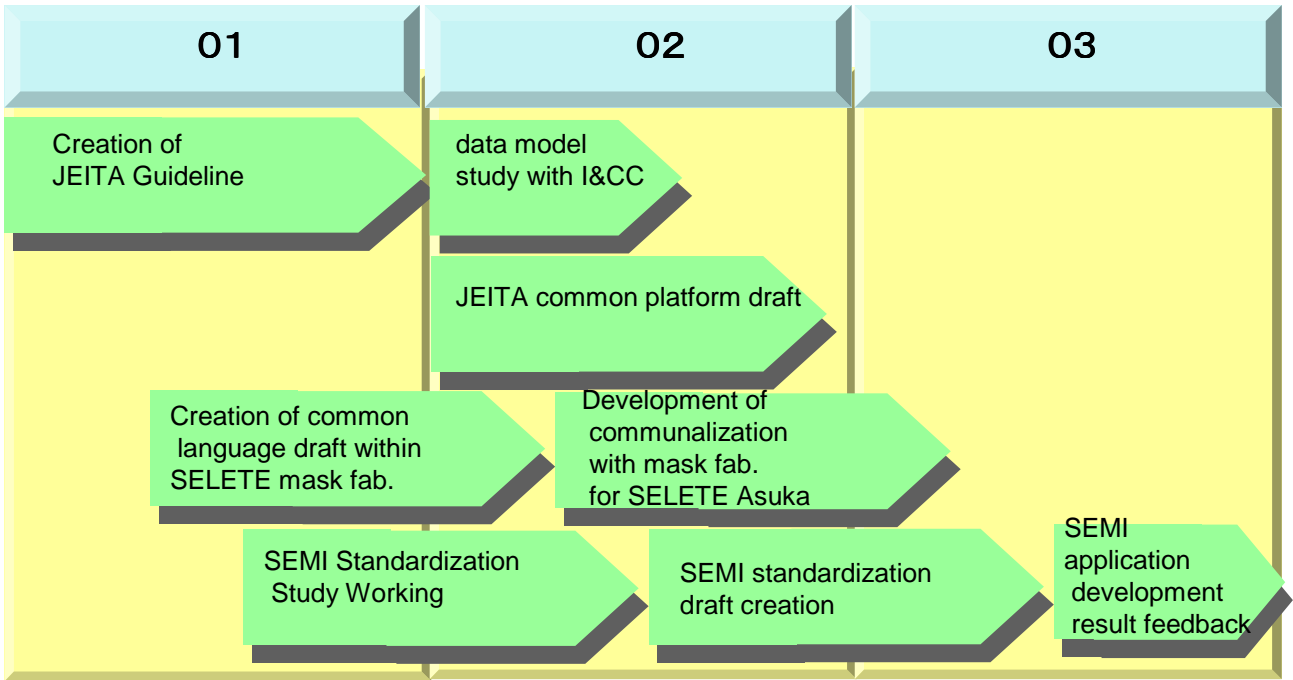 01
02
03
Creation of
JEITA Guideline
data model
study with I&CC
JEITA common platform draft
Creation of common
language draft within
SELETE mask fab.
Development of
communalization
with mask fab.
for SELETE Asuka
SEMI Standardization
Study Working
SEMI standardization
draft creation
SEMI
application
development
result feedback